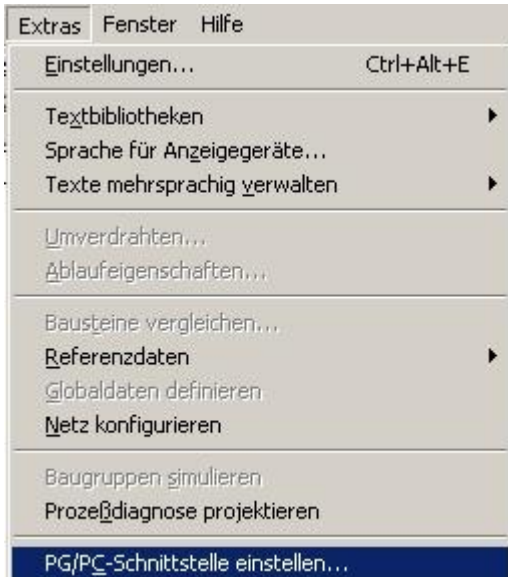 Extras Fenster Hilfe
Einstellungen... Ctrl+Alt+E
Textbibliotheken
Sprache für Anzeigegeräte...
Texte mehrsprachig verwalten
Umverdrahten...
Ablaufeigenschaften...
Bausteine vergleichen...
Referenzdaten
Globaldaten definieren
Netz konfigurieren
Baugruppen simulieren
Prozeßdiagnose projektieren
PG/PC-Schnittstelle einstellen...